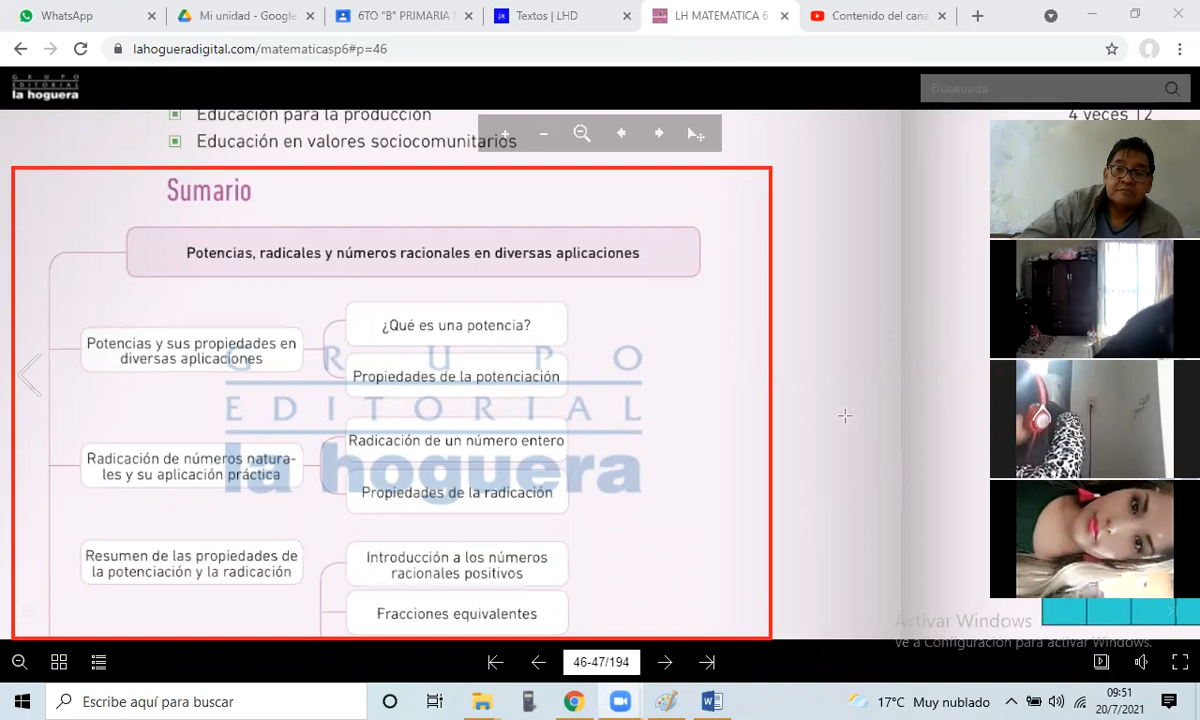 WhatsApp
Mi unidad - Google
6TO "B" PRIMARIA
Textos | LHD
LH MATEMATICA 6
Contenido del cana
lahogueradigital.com/matematicasp6#p=46
GRUPO
EDITORIAL
la hoguera
Búsqueda
Educación para la producción
Educación en valores sociocomunitarios
4 veces 12
Sumario
Potencias, radicales y números racionales en diversas aplicaciones
¿Qué es una potencia?
Potencias y sus propiedades en
diversas aplicaciones
Propiedades de la potenciación
GRUPO
EDITORIAL
la hoguera
Radicación de un número entero
Radicación de números natura-
les y su aplicación práctica
Propiedades de la radicación
Resumen de las propiedades de
la potenciación y la radicación
Introducción a los números
racionales positivos
Fracciones equivalentes
Activar Windows
Ve a Configuración para activar Windows.
46-47/194
Escribe aquí para buscar
17°C Muy nublado
09:51
20/7/2021